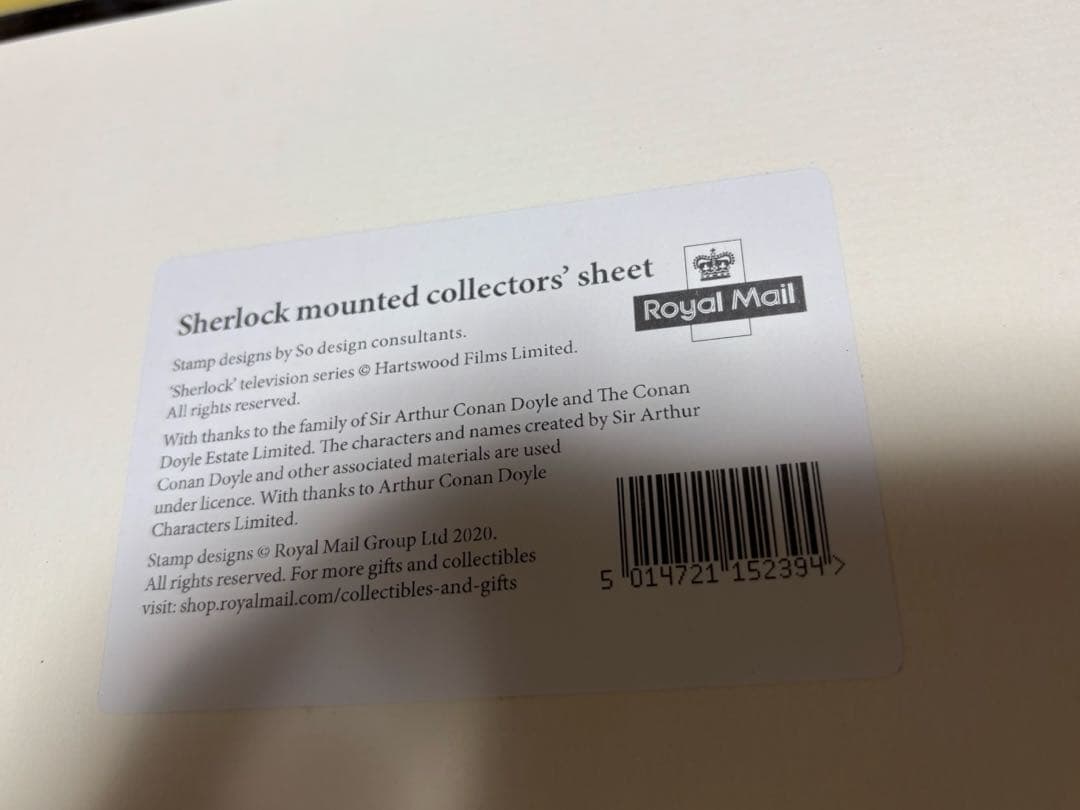 Sherlock mounted collectors’ sheet
Royal Mail
Stamp designs by So design consultants.
‘Sherlock’ television series © Hartswood Films Limited.
All rights reserved.
With thanks to the family of Sir Arthur Conan Doyle and The Conan
Doyle Estate Limited. The characters and names created by Sir Arthur
Conan Doyle and other associated materials are used
under licence. With thanks to Arthur Conan Doyle
Characters Limited.
Stamp designs © Royal Mail Group Ltd 2020.
All rights reserved. For more gifts and collectibles
visit: shop.royalmail.com/collectibles-and-gifts
5 014721 152394 >